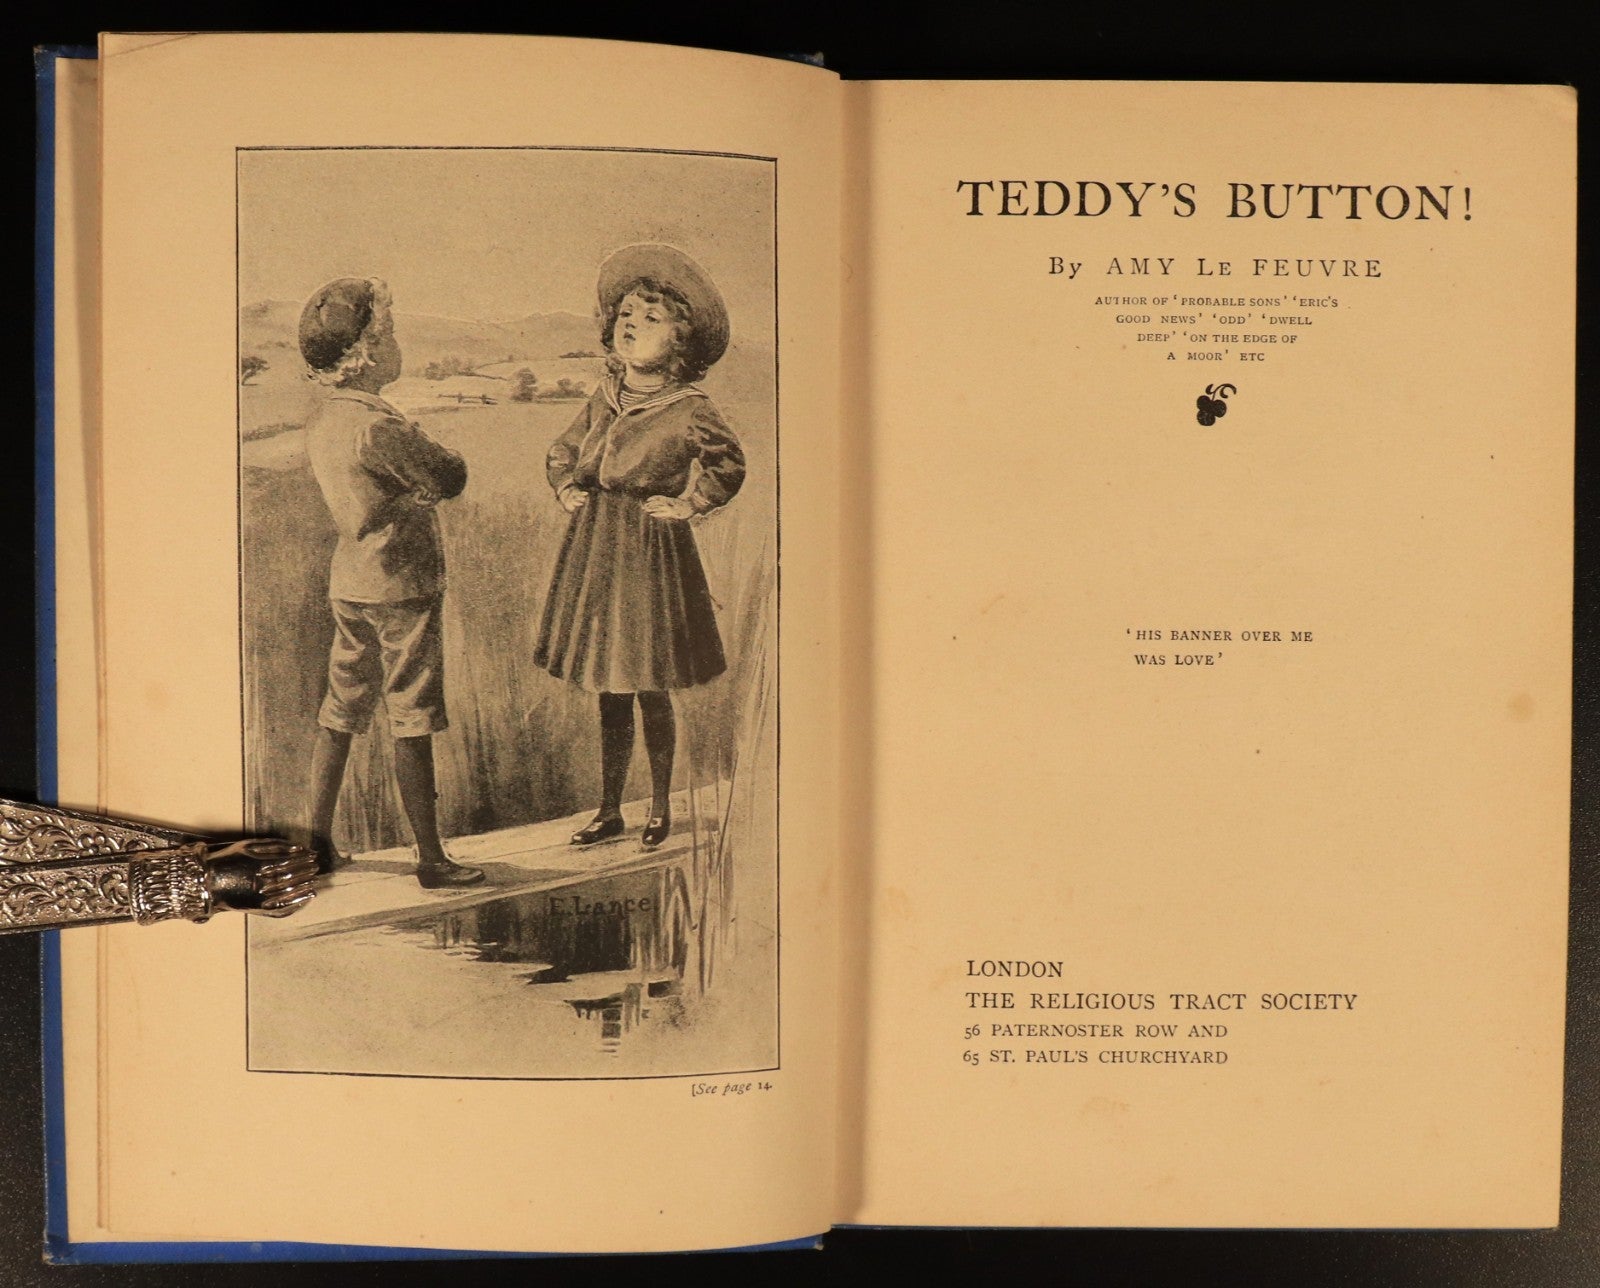 E. Lance
[See page 14.
TEDDY'S BUTTON!
By AMY LE FEUVRE
AUTHOR OF 'PROBABLE SONS' 'ERIC'S
GOOD NEWS' 'ODD' 'DWELL
DEEP' 'ON THE EDGE OF
A MOOR' ETC
'HIS BANNER OVER ME
WAS LOVE'
LONDON
THE RELIGIOUS TRACT SOCIETY
56 PATERNOSTER ROW AND
65 ST. PAUL'S CHURCHYARD